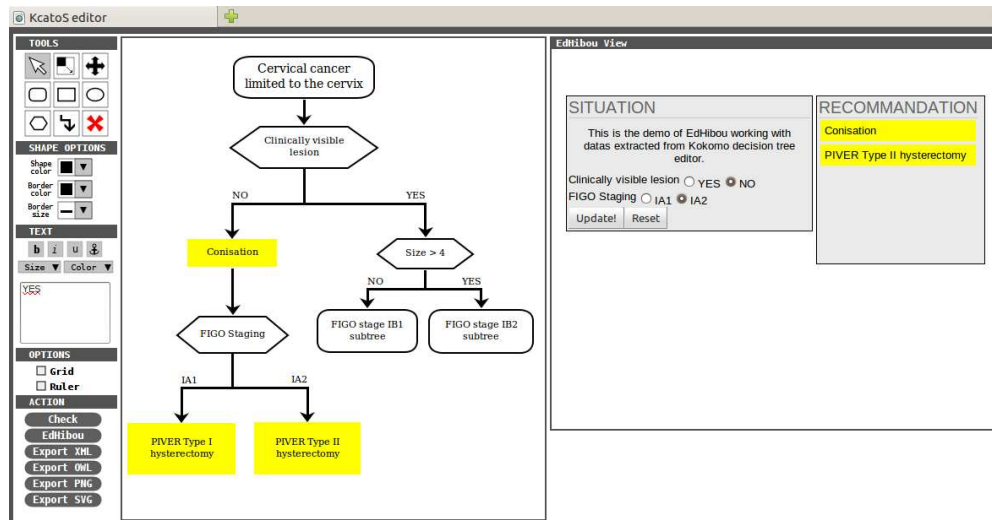 KcatoS editor
TOOLS
SHAPE OPTIONS
Shape
color
Border
color
Border
size
TEXT
b i u
Size ▼ Color ▼
YES
OPTIONS
Grid
Ruler
ACTION
Check
EdHibou
Export XML
Export OWL
Export PNG
Export SVG
Cervical cancer
limited to the cervix
Clinically visible
lesion
NO
YES
Conisation
Size > 4
NO
YES
FIGO Staging
FIGO stage IB1
subtree
FIGO stage IB2
subtree
IA1
IA2
PIVER Type I
hysterectomy
PIVER Type II
hysterectomy
EdHibou View
SITUATION
This is the demo of EdHibou working with
datas extracted from Kokomo decision tree
editor.
Clinically visible lesion YES NO
FIGO Staging IA1 IA2
Update! Reset
RECOMMANDATION
Conisation
PIVER Type II hysterectomy